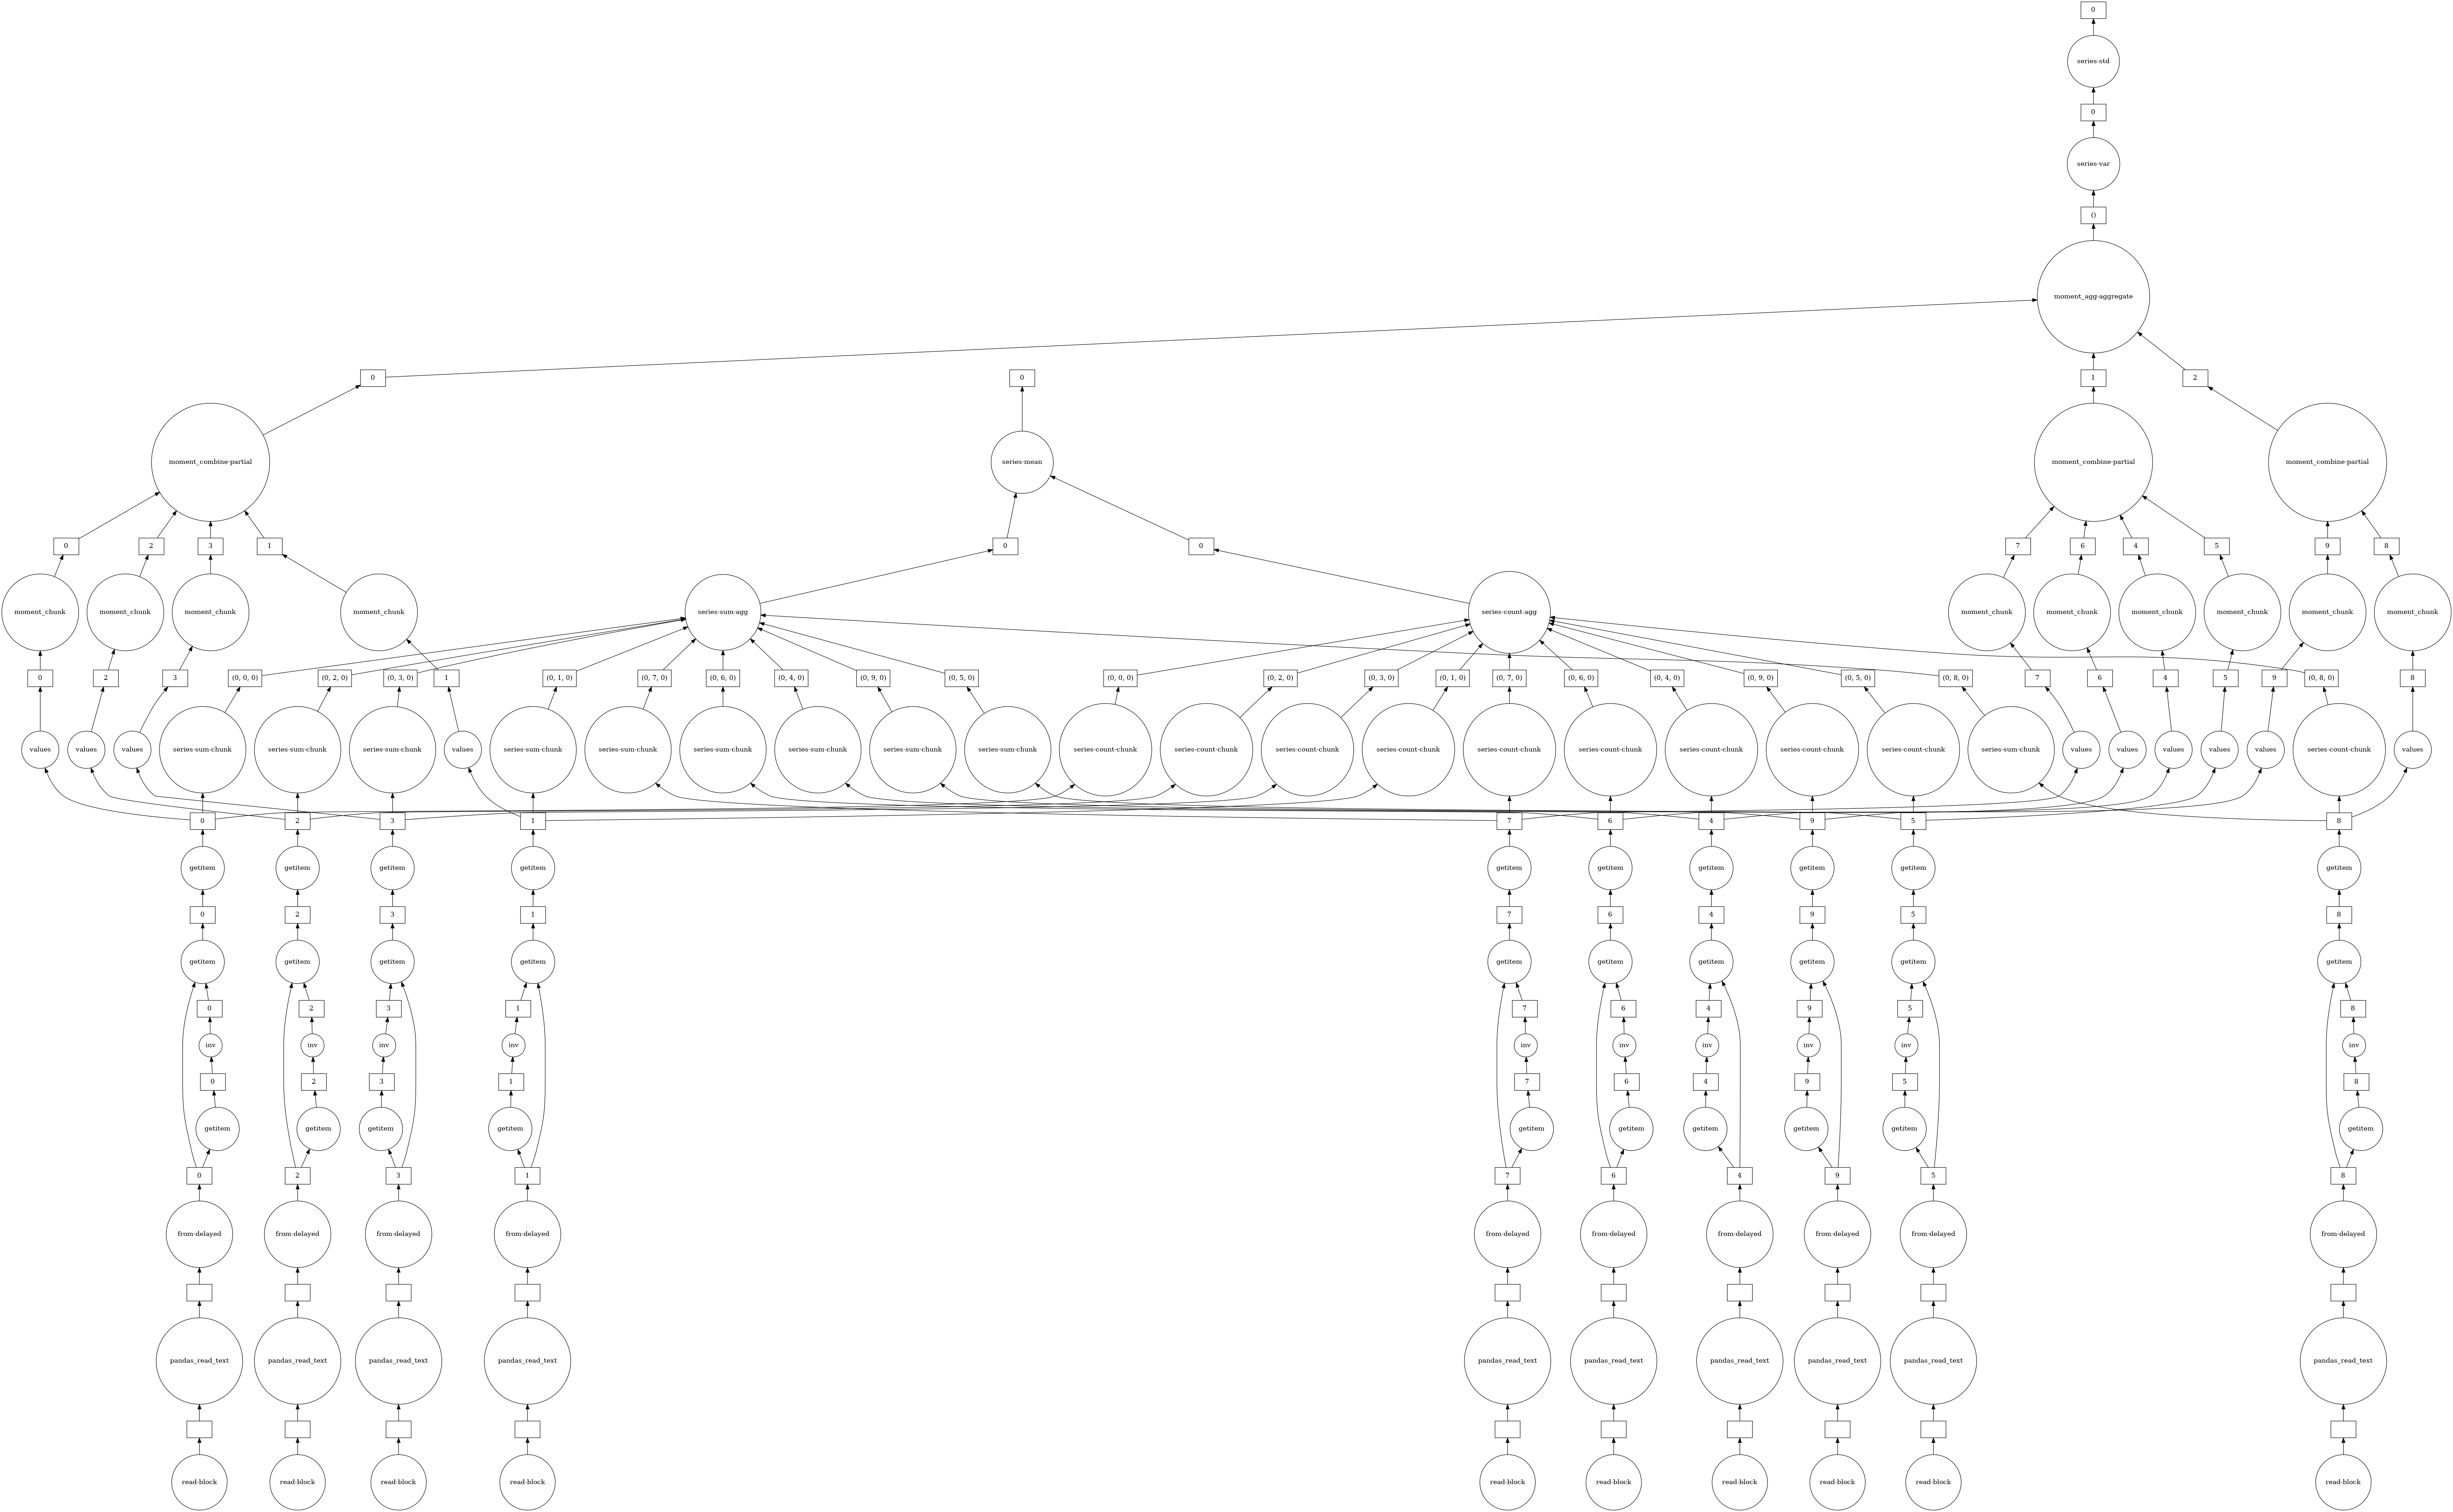 0
series-std
0
series-var
()
moment_agg-aggregate
0 0 1 2
moment_combine-partial series-mean moment_combine-partial moment_combine-partial
0 2 3 1 0 0 7 6 4 5 9 8
moment_chunk moment_chunk moment_chunk moment_chunk series-sum-agg series-count-agg moment_chunk moment_chunk moment_chunk moment_chunk moment_chunk moment_chunk
0 2 3 (0, 0, 0) (0, 2, 0) (0, 3, 0) 1 (0, 1, 0) (0, 7, 0) (0, 6, 0) (0, 4, 0) (0, 9, 0) (0, 5, 0) (0, 0, 0) (0, 2, 0) (0, 3, 0) (0, 1, 0) (0, 7, 0) (0, 6, 0) (0, 4, 0) (0, 9, 0) (0, 5, 0) (0, 8, 0) 7 6 4 5 9 (0, 8, 0) 8
values values values series-sum-chunk series-sum-chunk series-sum-chunk values series-sum-chunk series-sum-chunk series-sum-chunk series-sum-chunk series-sum-chunk series-sum-chunk series-count-chunk series-count-chunk series-count-chunk series-count-chunk series-count-chunk series-count-chunk series-count-chunk series-count-chunk series-count-chunk series-sum-chunk values values values values values series-count-chunk values
0 2 3 1 7 6 4 9 5 8
getitem getitem getitem getitem getitem getitem getitem getitem getitem getitem
0 2 3 1 7 6 4 9 5 8
getitem getitem getitem getitem getitem getitem getitem getitem getitem getitem
0 2 3 1 7 6 4 9 5 8
inv inv inv inv inv inv inv inv inv inv
0 2 3 1 7 6 4 9 5 8
getitem getitem getitem getitem getitem getitem getitem getitem getitem getitem
0 2 3 1 7 6 4 9 5 8
from-delayed from-delayed from-delayed from-delayed from-delayed from-delayed from-delayed from-delayed from-delayed from-delayed
pandas_read_text pandas_read_text pandas_read_text pandas_read_text pandas_read_text pandas_read_text pandas_read_text pandas_read_text pandas_read_text pandas_read_text
read-block read-block read-block read-block read-block read-block read-block read-block read-block read-block